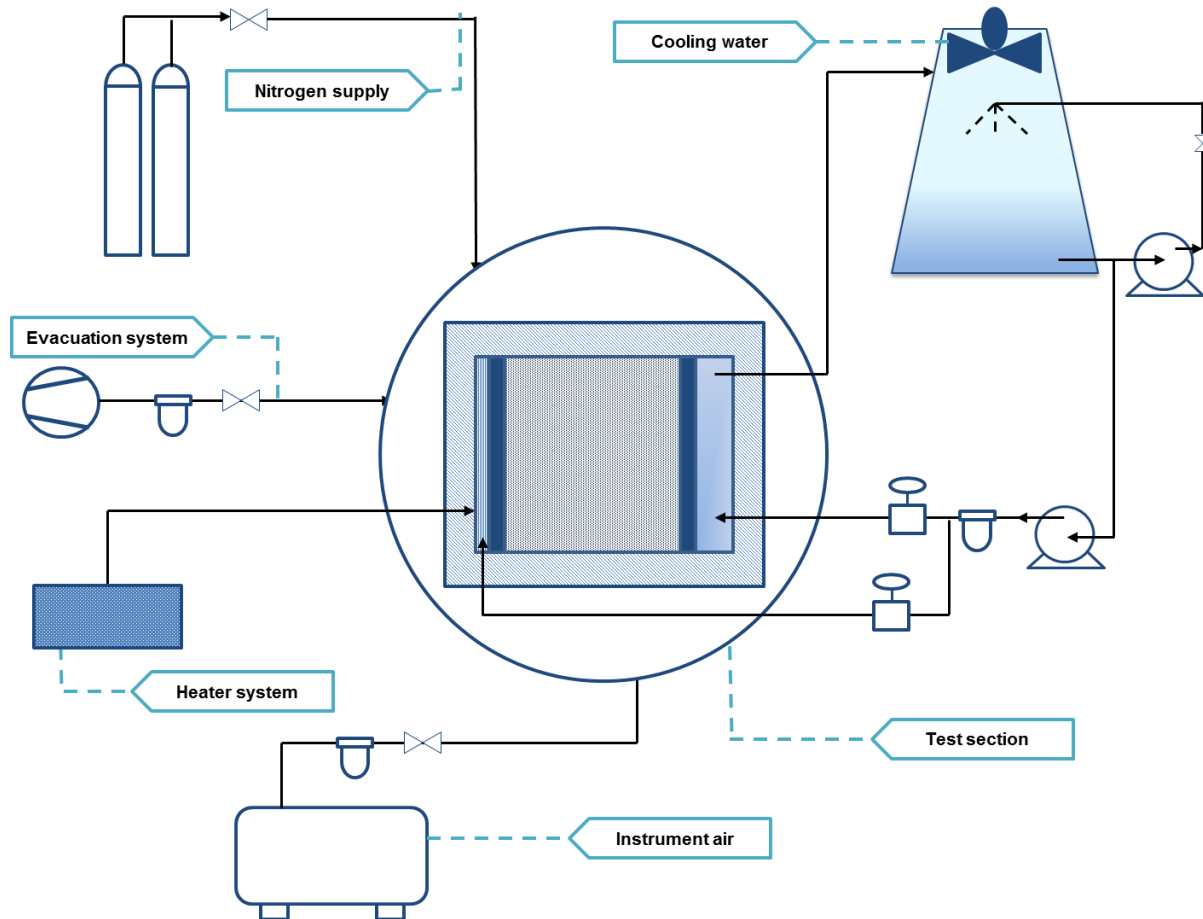 Cooling water
Nitrogen supply
Evacuation system
Heater system
Test section
Instrument air